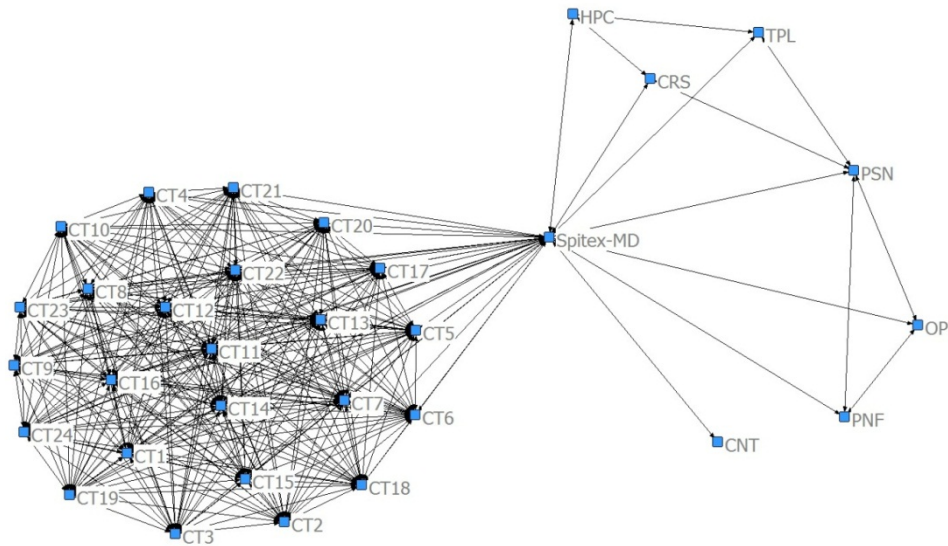 HPC
TPL
CRS
PSN
CT4
CT21
CT10
CT20
Spitex-MD
CT22
CT17
CT8
CT23
CT12
CT13
OP
CT5
CT11
CT9
CT16
CT7
CT14
CT6
PNF
CT24
CNT
CT1
CT15
CT18
CT19
CT2
CT3